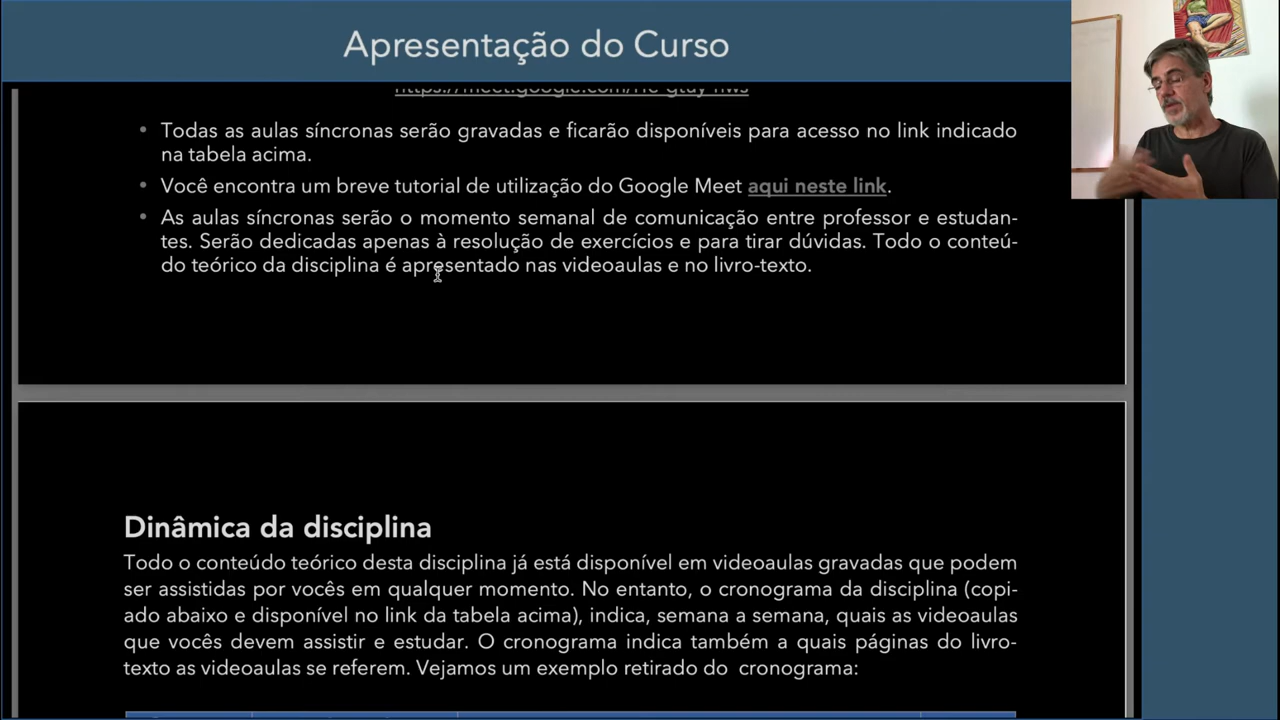 Apresentação do Curso
Todas as aulas síncronas serão gravadas e ficarão disponíveis para acesso no link indicado
na tabela acima.
Você encontra um breve tutorial de utilização do Google Meet aqui neste link.
As aulas síncronas serão o momento semanal de comunicação entre professor e estudan-
tes. Serão dedicadas apenas à resolução de exercícios e para tirar dúvidas. Todo o conteú-
do teórico da disciplina é apresentado nas videoaulas e no livro-texto.
Dinâmica da disciplina
Todo o conteúdo teórico desta disciplina já está disponível em videoaulas gravadas que podem
ser assistidas por vocês em qualquer momento. No entanto, o cronograma da disciplina (copi-
ado abaixo e disponível no link da tabela acima), indica, semana a semana, quais as videoaulas
que vocês devem assistir e estudar. O cronograma indica também a quais páginas do livro-
texto as videoaulas se referem. Vejamos um exemplo retirado do cronograma: